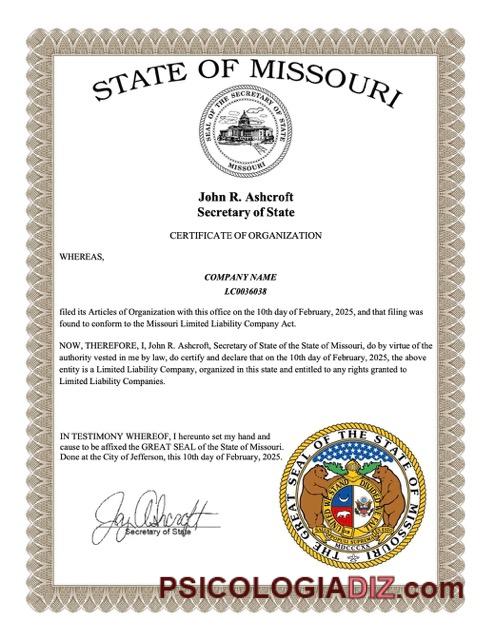 STATE OF MISSOURI
SEAL OF THE SECRETARY OF STATE
MISSOURI
John R. Ashcroft
Secretary of State
CERTIFICATE OF ORGANIZATION
WHEREAS,
COMPANY NAME
LC0036038
filed its Articles of Organization with this office on the 10th day of February, 2025, and that filing was
found to conform to the Missouri Limited Liability Company Act.
NOW, THEREFORE, I, John R. Ashcroft, Secretary of State of the State of Missouri, do by virtue of the
authority vested in me by law, do certify and declare that on the 10th day of February, 2025, the above
entity is a Limited Liability Company, organized in this state and entitled to any rights granted to
Limited Liability Companies.
IN TESTIMONY WHEREOF, I hereunto set my hand and
cause to be affixed the GREAT SEAL of the State of Missouri.
Done at the City of Jefferson, this 10th day of February, 2025.
Jay Ashcroft
Secretary of State
THE GREAT SEAL OF THE STATE OF MISSOURI
UNITED WE STAND DIVIDED WE FALL
MDCCCXX
PSICOLOGIADIZ.com